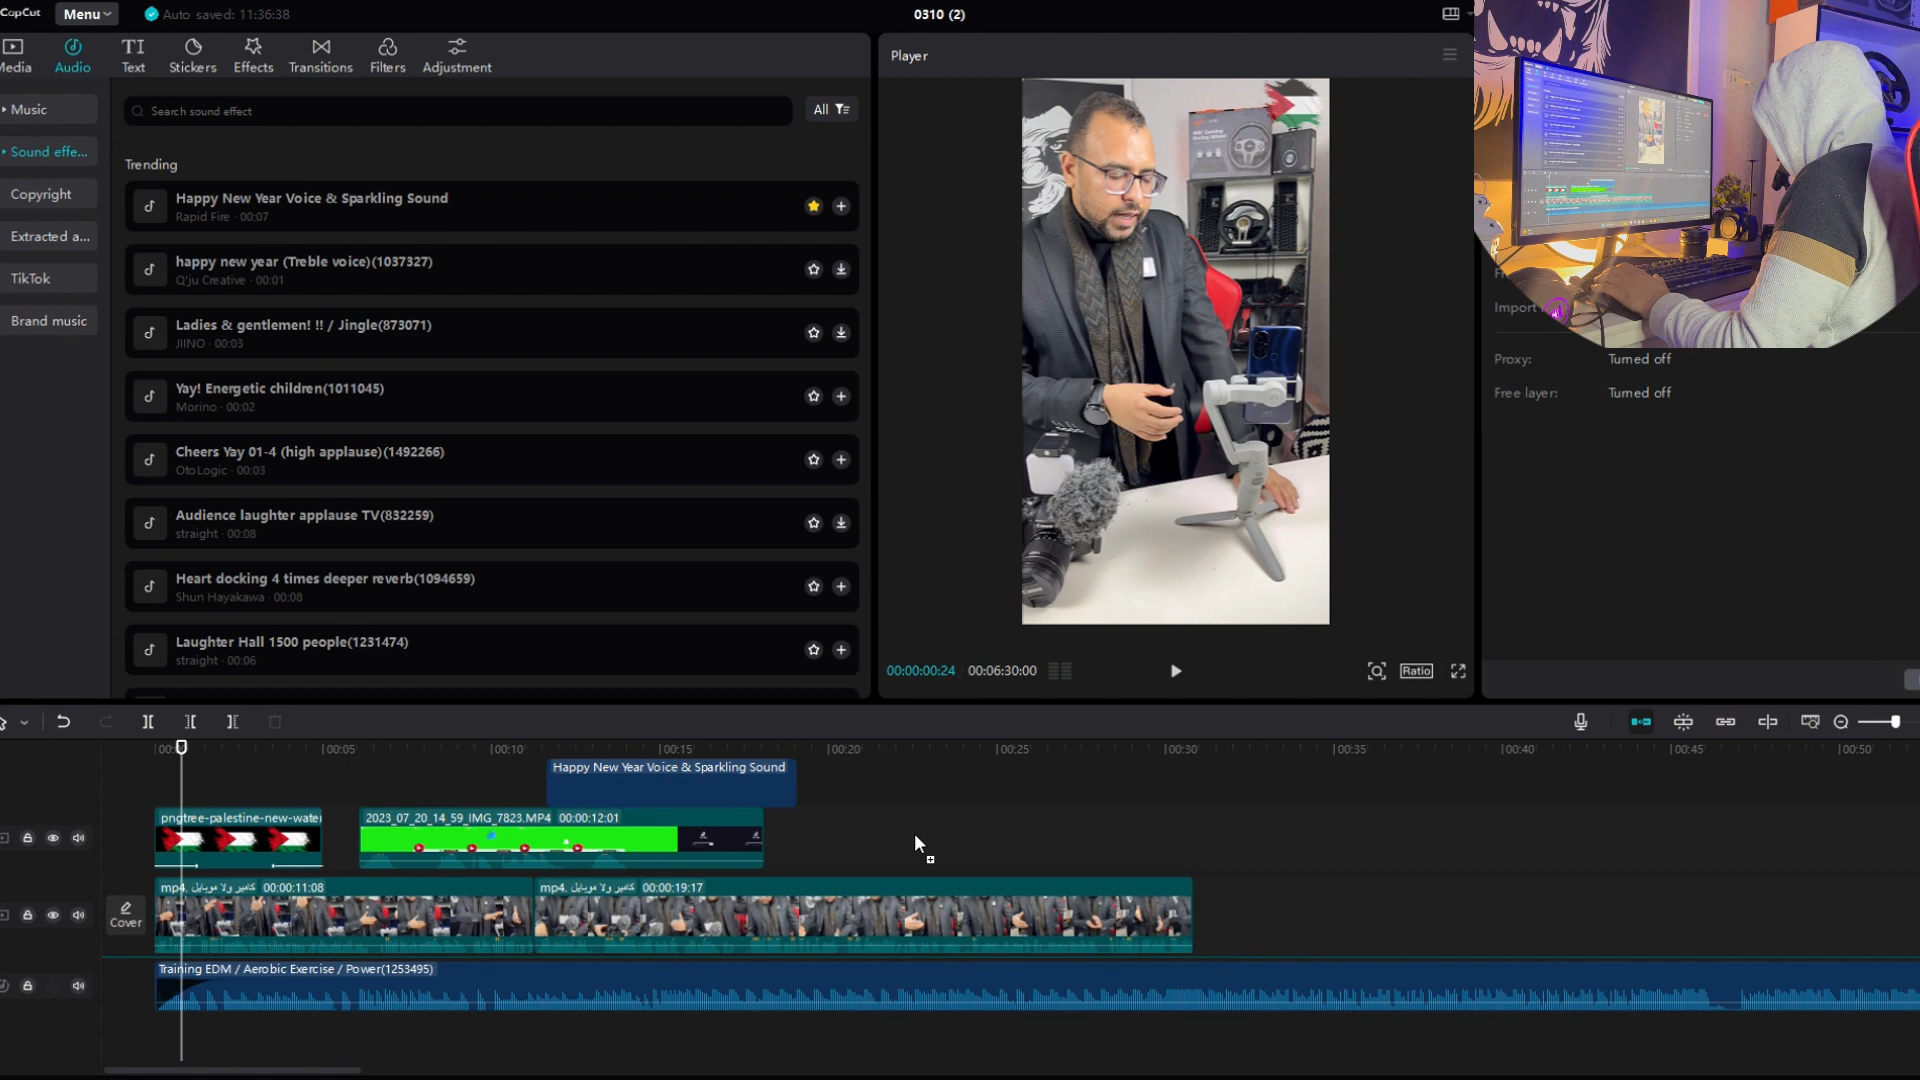 CapCut
Menu
Auto saved: 11:36:38
0310 (2)
Media
Audio
TI
Text
Stickers
Effects
Transitions
Filters
Adjustment
Music
Sound effe...
Copyright
Extracted a...
TikTok
Brand music
Search sound effect
All
Trending
Happy New Year Voice & Sparkling Sound
Rapid Fire · 00:07
happy new year (Treble voice)(1037327)
Q'ju Creative · 00:01
Ladies & gentlemen! !! / Jingle(873071)
JIINO · 00:03
Yay! Energetic children(1011045)
Morino · 00:02
Cheers Yay 01-4 (high applause)(1492266)
OtoLogic · 00:03
Audience laughter applause TV(832259)
straight · 00:08
Heart docking 4 times deeper reverb(1094659)
Shun Hayakawa · 00:08
Laughter Hall 1500 people(1231474)
straight · 00:06
Player
00:00:00:24
00:06:30:00
Ratio
Import
Proxy: Turned off
Free layer: Turned off
00:05
00:10
00:15
00:20
00:25
00:30
00:35
00:40
00:45
00:50
Happy New Year Voice & Sparkling Sound
pngtree-palestine-new-water
2023_07_20_14_59_IMG_7823.MP4 00:00:12:01
Cover
كامير ولا موبايل .mp4 00:00:11:08
كامير ولا موبايل .mp4 00:00:19:17
Training EDM / Aerobic Exercise / Power(1253495)